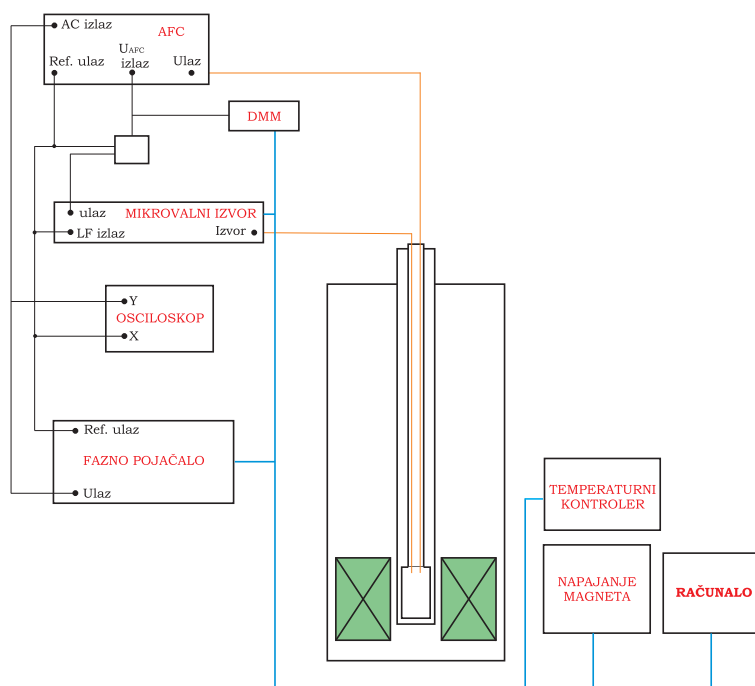 AC izlaz
AFC
Ref. ulaz
UAFC
izlaz
Ulaz
DMM
ulaz
MIKROVALNI IZVOR
LF izlaz
Izvor
Y
OSCILOSKOP
X
Ref. ulaz
FAZNO POJAČALO
Ulaz
TEMPERATURNI
KONTROLER
NAPAJANJE
MAGNETA
RAČUNALO